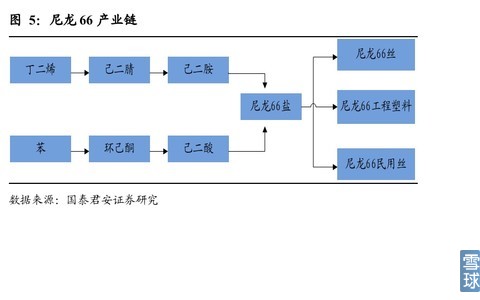 图 5：尼龙 66 产业链
尼龙66丝
丁二烯
己二腈
己二胺
尼龙66盐
尼龙66工程塑料
苯
环己酮
己二酸
尼龙66民用丝
数据来源：国泰君安证券研究
雪球